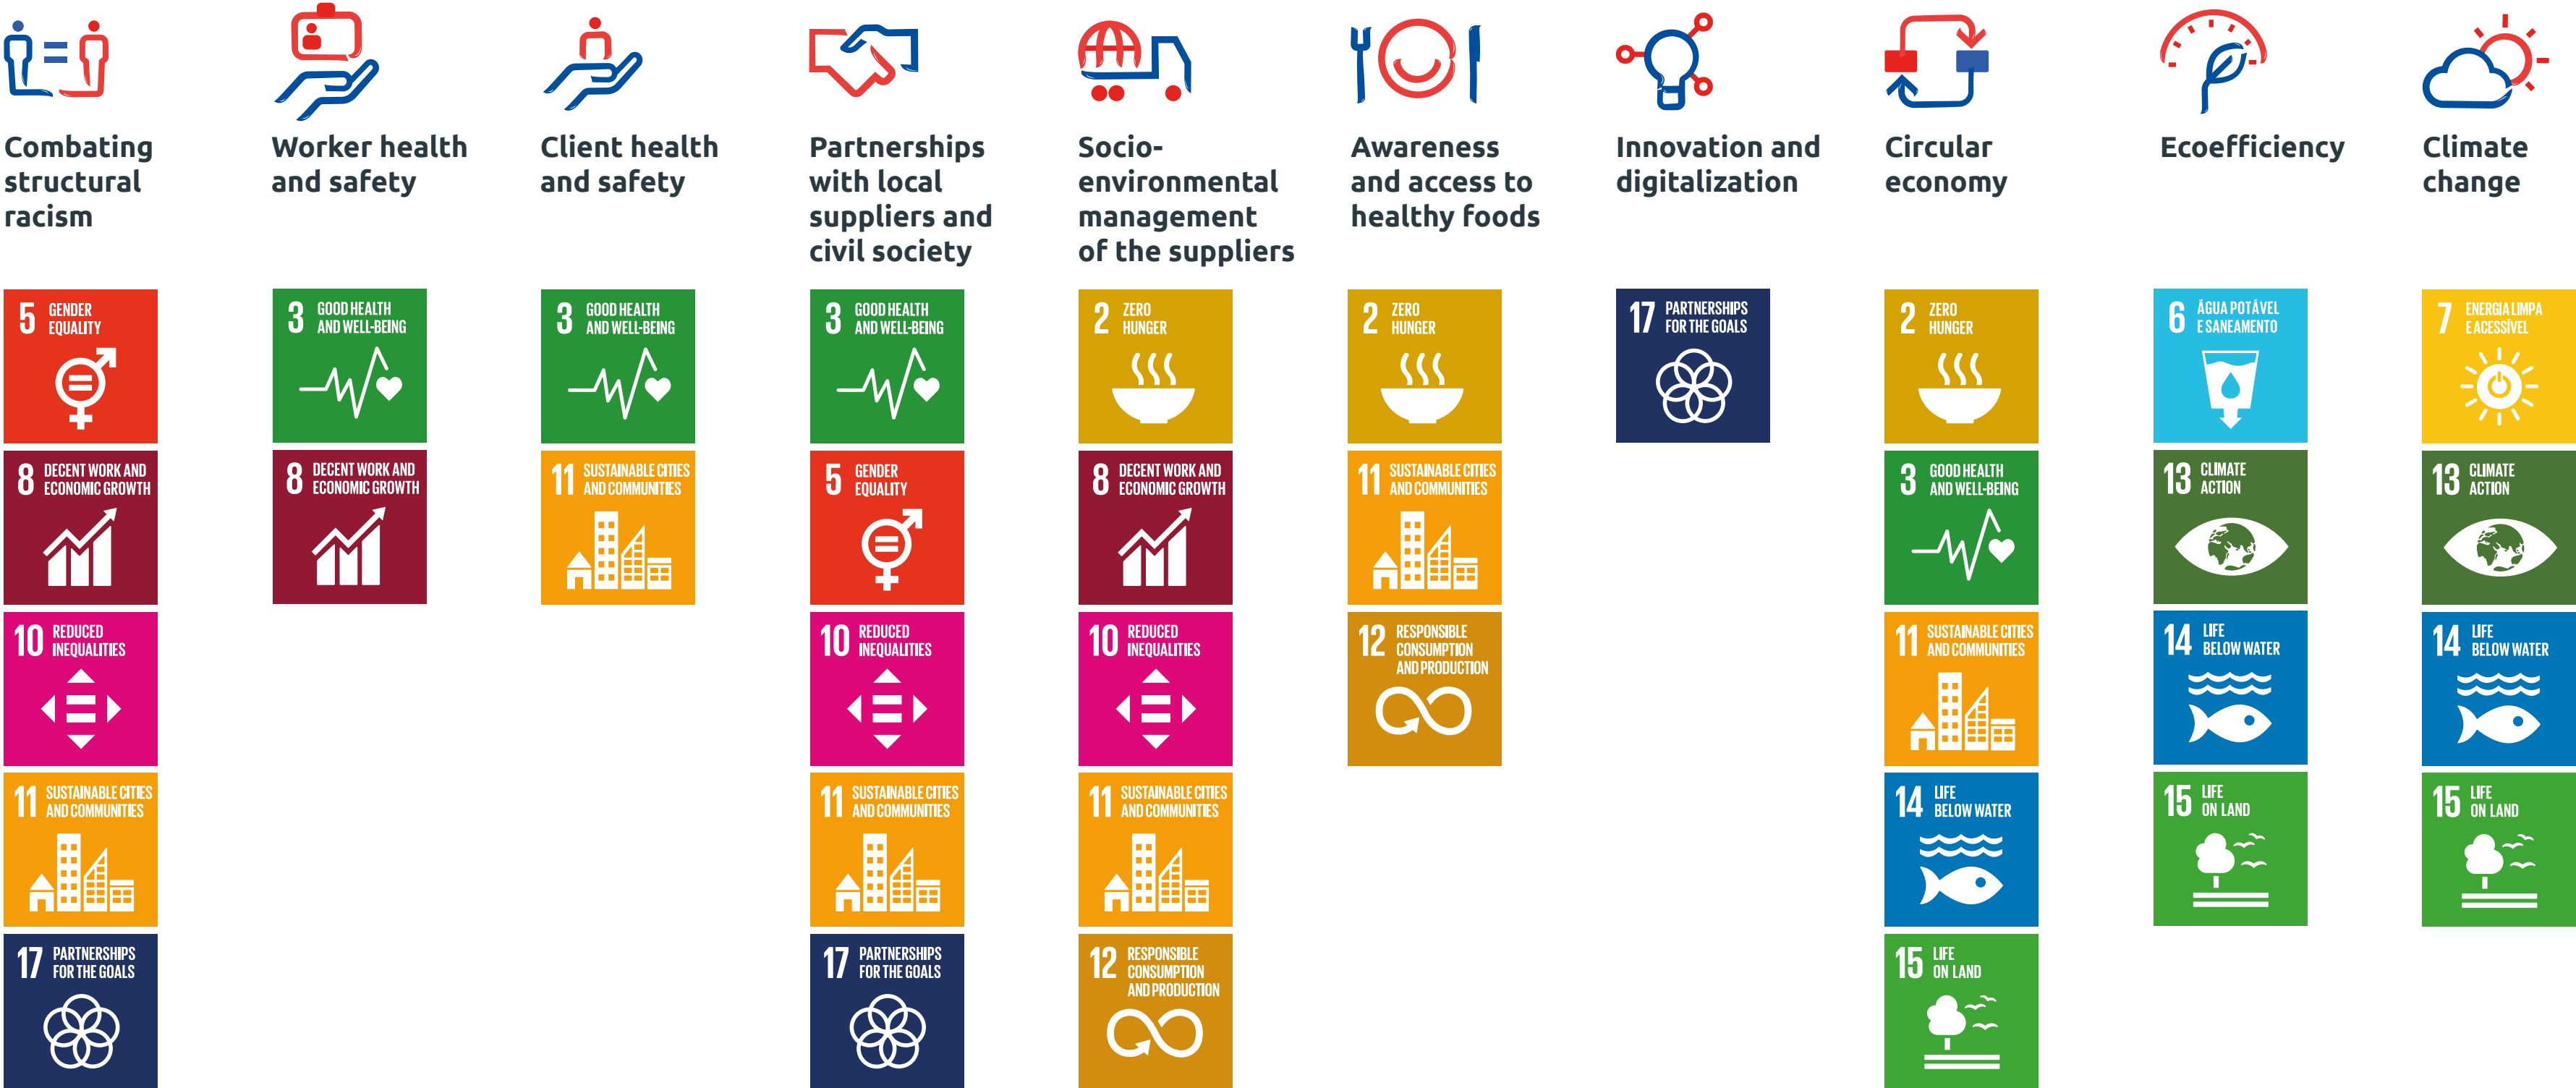 Combating
structural
racism
Worker health
and safety
Client health
and safety
Partnerships
with local
suppliers and
civil society
Socio-
environmental
management
of the suppliers
Awareness
and access to
healthy foods
Innovation and
digitalization
Circular
economy
Ecoefficiency
Climate
change
5 GENDER
EQUALITY
8 DECENT WORK AND
ECONOMIC GROWTH
10 REDUCED
INEQUALITIES
11 SUSTAINABLE CITIES
AND COMMUNITIES
17 PARTNERSHIPS
FOR THE GOALS
3 GOOD HEALTH
AND WELL-BEING
8 DECENT WORK AND
ECONOMIC GROWTH
3 GOOD HEALTH
AND WELL-BEING
11 SUSTAINABLE CITIES
AND COMMUNITIES
3 GOOD HEALTH
AND WELL-BEING
5 GENDER
EQUALITY
10 REDUCED
INEQUALITIES
11 SUSTAINABLE CITIES
AND COMMUNITIES
17 PARTNERSHIPS
FOR THE GOALS
2 ZERO
HUNGER
8 DECENT WORK AND
ECONOMIC GROWTH
10 REDUCED
INEQUALITIES
11 SUSTAINABLE CITIES
AND COMMUNITIES
12 RESPONSIBLE
CONSUMPTION
AND PRODUCTION
2 ZERO
HUNGER
11 SUSTAINABLE CITIES
AND COMMUNITIES
12 RESPONSIBLE
CONSUMPTION
AND PRODUCTION
17 PARTNERSHIPS
FOR THE GOALS
2 ZERO
HUNGER
3 GOOD HEALTH
AND WELL-BEING
11 SUSTAINABLE CITIES
AND COMMUNITIES
14 LIFE
BELOW WATER
15 LIFE
ON LAND
6 ÁGUA POTÁVEL
E SANEAMENTO
13 CLIMATE
ACTION
14 LIFE
BELOW WATER
15 LIFE
ON LAND
7 ENERGIA LIMPA
E ACESSÍVEL
13 CLIMATE
ACTION
14 LIFE
BELOW WATER
15 LIFE
ON LAND